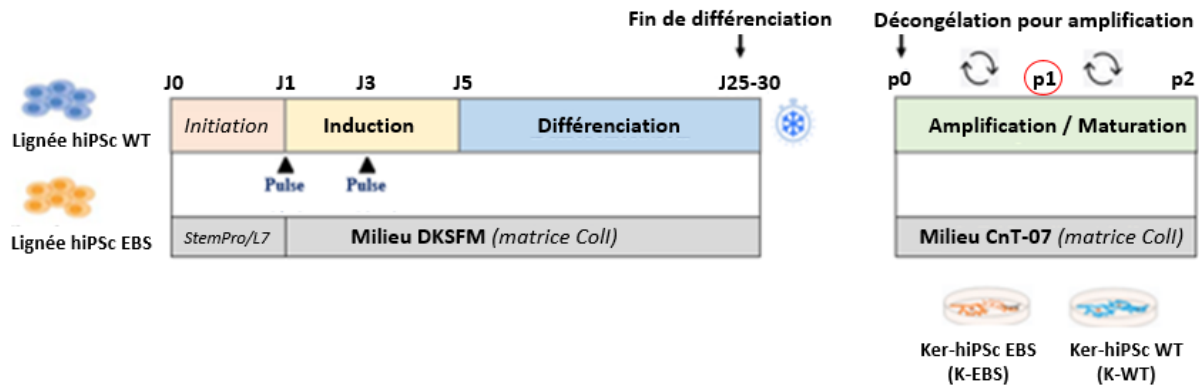 Fin de différenciation
Décongélation pour amplification
J0
J1
J3
J5
J25-30
p0
p1
p2
Lignée hiPSc WT
Initiation
Induction
Différenciation
Amplification / Maturation
Pulse
Pulse
Lignée hiPSc EBS
StemPro/L7
Milieu DKSFM (matrice ColI)
Milieu CnT-07 (matrice ColI)
Ker-hiPSc EBS
(K-EBS)
Ker-hiPSc WT
(K-WT)